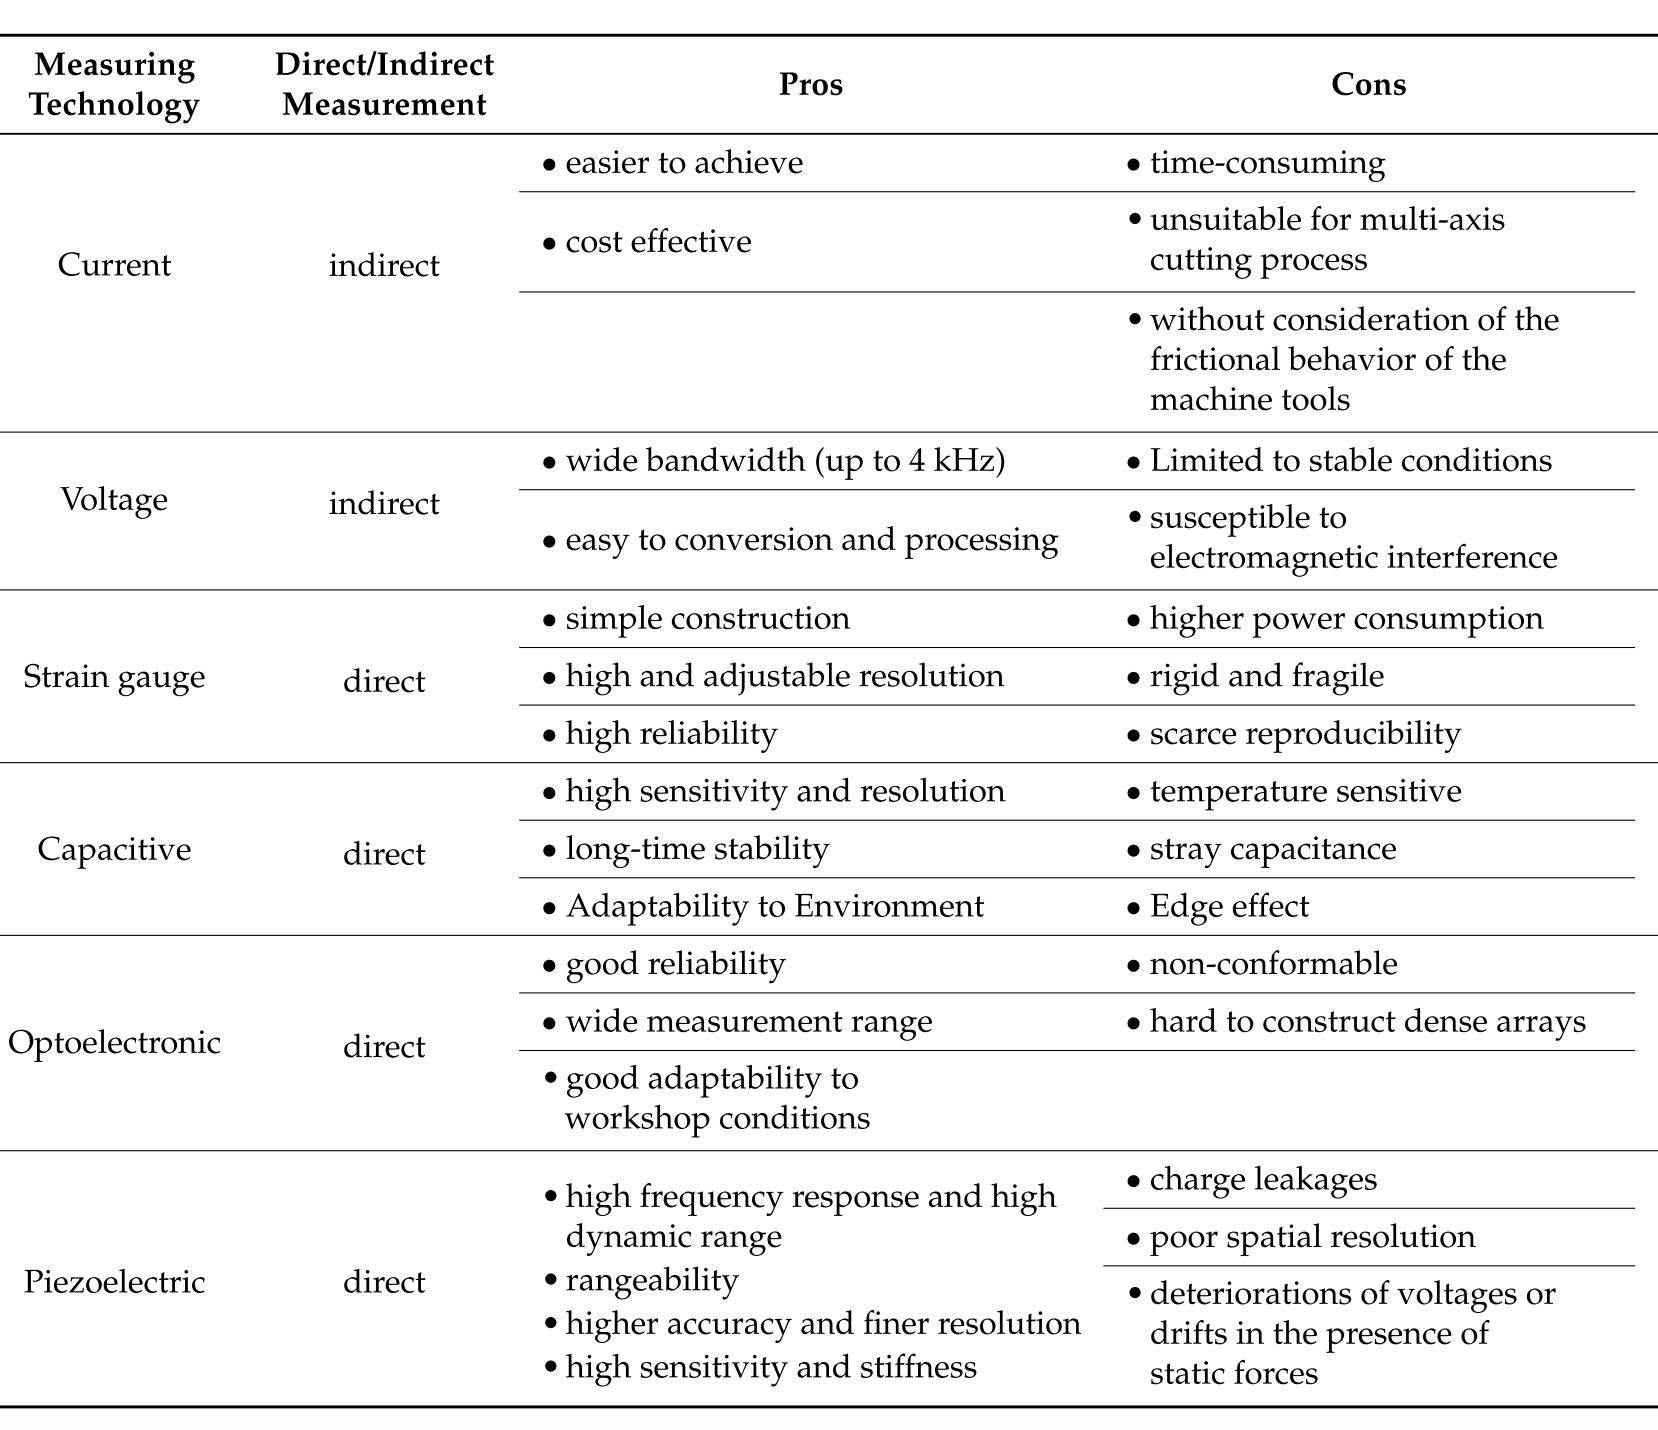 Measuring
Technology
Direct/Indirect
Measurement
Pros
Cons
Current
indirect
• easier to achieve
• time-consuming
• cost effective
• unsuitable for multi-axis
cutting process
• without consideration of the
frictional behavior of the
machine tools
Voltage
indirect
• wide bandwidth (up to 4 kHz)
• Limited to stable conditions
• easy to conversion and processing
• susceptible to
electromagnetic interference
Strain gauge
direct
• simple construction
• higher power consumption
• high and adjustable resolution
• rigid and fragile
• high reliability
• scarce reproducibility
Capacitive
direct
• high sensitivity and resolution
• temperature sensitive
• long-time stability
• stray capacitance
• Adaptability to Environment
• Edge effect
Optoelectronic
direct
• good reliability
• non-conformable
• wide measurement range
• hard to construct dense arrays
• good adaptability to
workshop conditions
Piezoelectric
direct
• high frequency response and high
dynamic range
• rangeability
• higher accuracy and finer resolution
• high sensitivity and stiffness
• charge leakages
• poor spatial resolution
• deteriorations of voltages or
drifts in the presence of
static forces